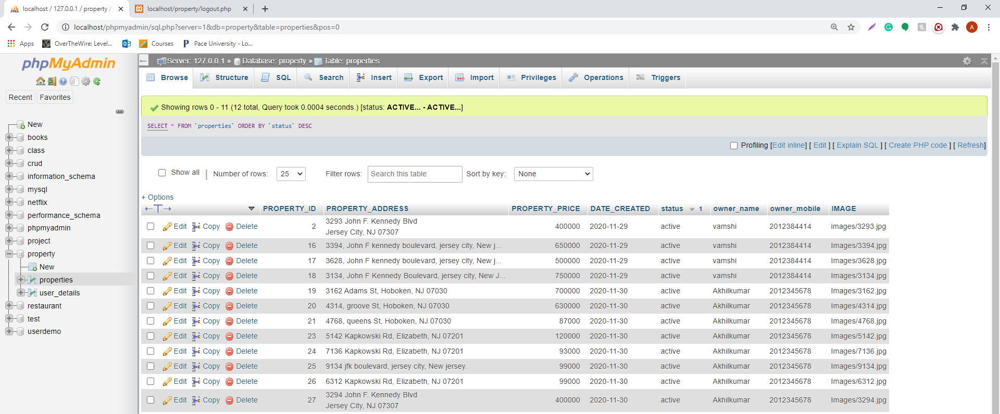 localhost / 127.0.0.1 / property /
localhost/property/logout.php
localhost/phpmyadmin/sql.php?server=1&db=property&table=properties&pos=0
A
Apps OverTheWire: Level... Courses Pace University - Lo...
phpMyAdmin
Recent Favorites
New
books
class
crud
information_schema
mysql
netflix
performance_schema
phpmyadmin
project
property
New
properties
user_details
restaurant
test
userdemo
Server: 127.0.0.1 » Database: property » Table: properties
Browse Structure SQL Search Insert Export Import Privileges Operations Triggers
Showing rows 0 - 11 (12 total, Query took 0.0004 seconds.) [status: ACTIVE... - ACTIVE...]
SELECT * FROM `properties` ORDER BY `status` DESC
Profiling [Edit inline] [ Edit ] [ Explain SQL ] [ Create PHP code ] [ Refresh]
Show all | Number of rows: 25 Filter rows: Search this table Sort by key: None
+ Options
←T→ PROPERTY_ID PROPERTY_ADDRESS PROPERTY_PRICE DATE_CREATED status 1 owner_name owner_mobile IMAGE
Edit Copy Delete 2 3293 John F. Kennedy Blvd
Jersey City, NJ 07307 400000 2020-11-29 active vamshi 2012384414 images/3293.jpg
Edit Copy Delete 16 3394, John F kennedy boulevard, jersey city, New j... 650000 2020-11-29 active vamshi 2012384414 Images/3394.jpg
Edit Copy Delete 17 3628, John F kennedy boulevard, jersey city, New j... 500000 2020-11-29 active vamshi 2012384414 Images/3628.jpg
Edit Copy Delete 18 3134, John F Kennedy Boulevard, jersey city, New J... 750000 2020-11-29 active vamshi 2012384414 Images/3134.jpg
Edit Copy Delete 19 3162 Adams St, Hoboken, NJ 07030 700000 2020-11-30 active Akhilkumar 2012345678 Images/3162.jpg
Edit Copy Delete 20 4314, groove St, Hoboken, NJ 07030 630000 2020-11-30 active Akhilkumar 2012345678 Images/4314.jpg
Edit Copy Delete 21 4768, queens St, Hoboken, NJ 07030 87000 2020-11-30 active Akhilkumar 2012345678 Images/4768.jpg
Edit Copy Delete 23 5142 Kapkowski Rd, Elizabeth, NJ 07201 120000 2020-11-30 active Akhilkumar 2012345678 Images/5142.jpg
Edit Copy Delete 24 7136 Kapkowski Rd, Elizabeth, NJ 07201 93000 2020-11-30 active Akhilkumar 2012345678 Images/7136.jpg
Edit Copy Delete 25 9134 jfk boulevard, jersey city, New jersey. 99000 2020-11-30 active Akhilkumar 2012345678 Images/9134.jpg
Edit Copy Delete 26 6312 Kapkowski Rd, Elizabeth, NJ 07201 99000 2020-11-30 active Akhilkumar 2012345678 Images/6312.jpg
Edit Copy Delete 27 3294 John F. Kennedy Blvd
Jersey City, NJ 07307 400000 2020-11-30 active Akhilkumar 2012345678 Images/3294.jpg